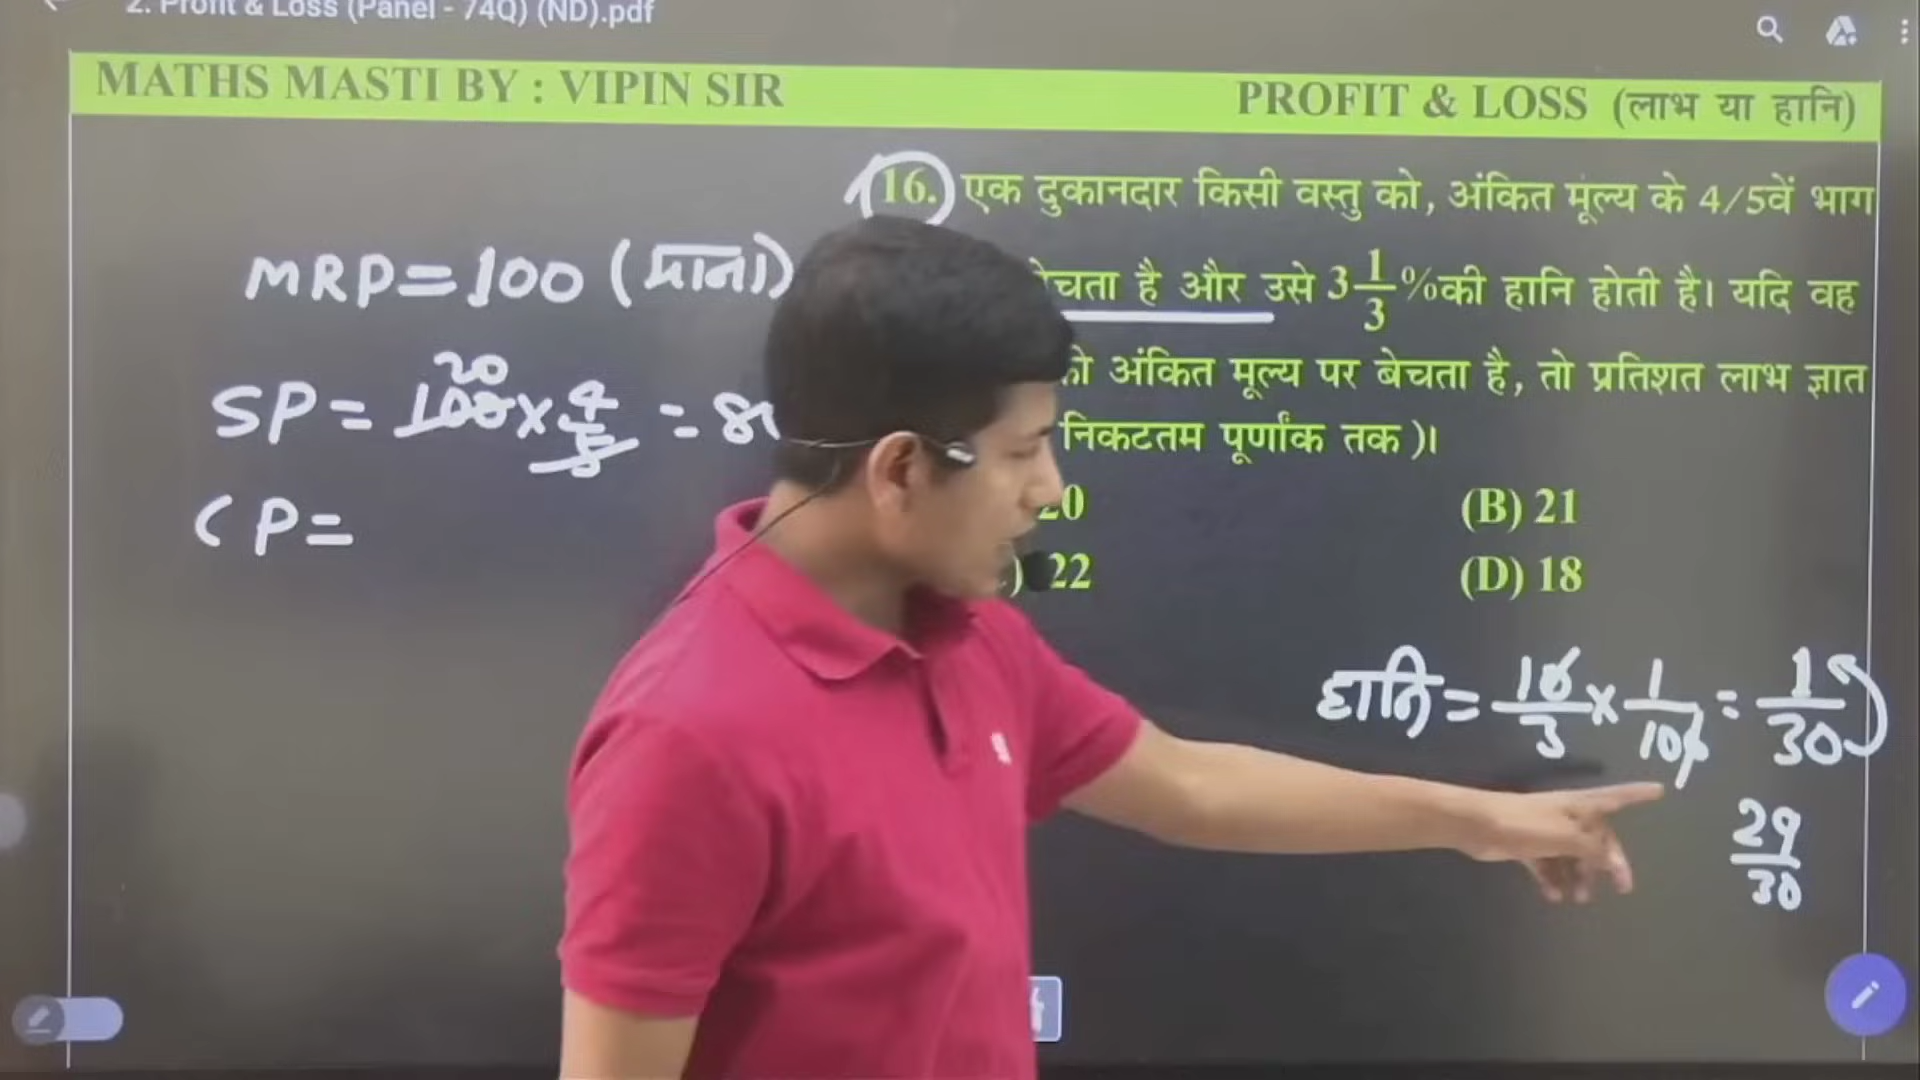 2. Profit & Loss (Panel - 74Q) (ND).pdf
MATHS MASTI BY : VIPIN SIR
PROFIT & LOSS (लाभ या हानि)
16. एक दुकानदार किसी वस्तु को, अंकित मूल्य के 4/5वें भाग
चता है और उसे 3 1/3 %की हानि होती है। यदि वह
अंकित मूल्य पर बेचता है, तो प्रतिशत लाभ ज्ञात
निकटतम पूर्णांक तक)।
20
(B) 21
) 22
(D) 18
MRP = 100 (माना)
SP = 100 × 4/5 = 8
20
CP =
हानि = 10/3 × 1/100 = 1/30
29/30